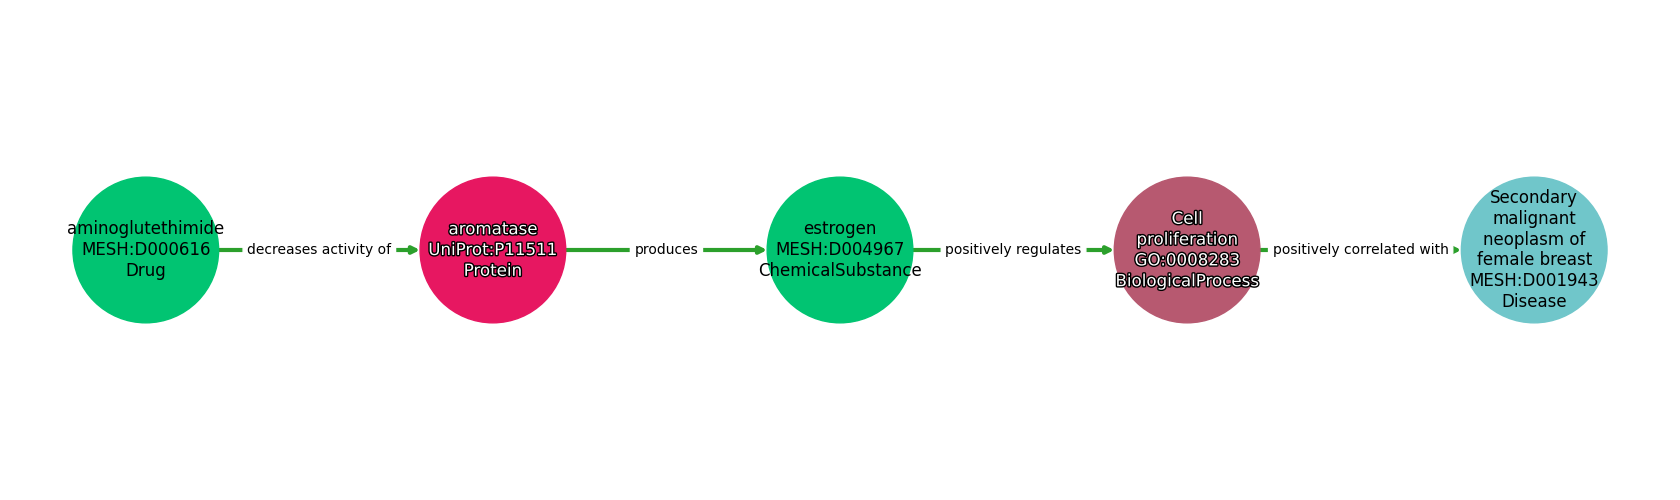 aminoglutethimide
MESH:D000616
Drug
decreases activity of
aromatase
UniProt:P11511
Protein
produces
estrogen
MESH:D004967
ChemicalSubstance
positively regulates
Cell
proliferation
GO:0008283
BiologicalProcess
positively correlated with
Secondary
malignant
neoplasm of
female breast
MESH:D001943
Disease